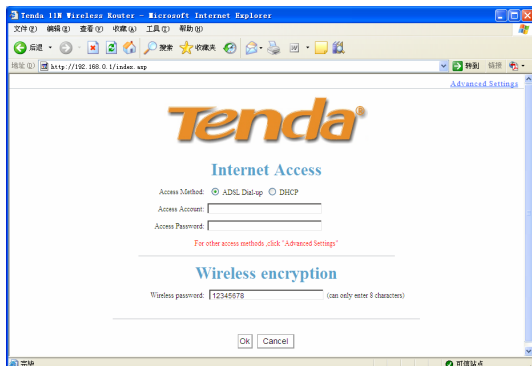 Tenda 11N Wireless Router - Microsoft Internet Explorer
文件(F) 编辑(E) 查看(V) 收藏(A) 工具(T) 帮助(H)
后退 搜索 收藏夹
地址(D) http://192.168.0.1/index.asp 转到 链接
Advanced Settings
Tenda®
Internet Access
Access Method: ADSL Dial-up DHCP
Access Account:
Access Password:
For other access methods ,click "Advanced Settings"
Wireless encryption
Wireless password: 12345678 (can only enter 8 characters)
Ok Cancel
完毕 可信站点